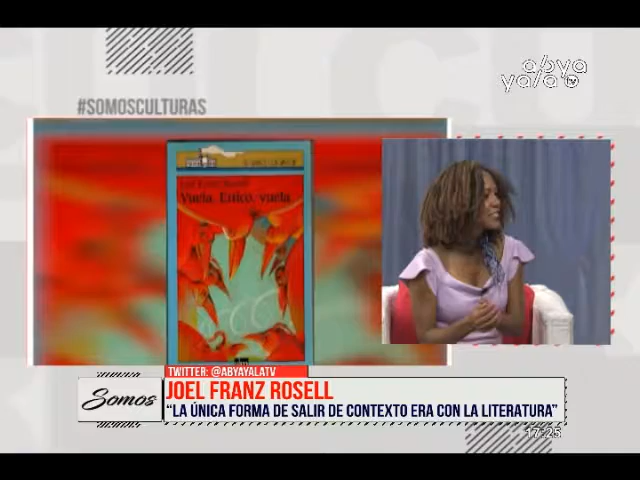 abya
yala tv
#SOMOSCULTURAS
Vuela, Ertico, vuela
TWITTER: @ABYAYALATV
Somos
JOEL FRANZ ROSELL
“LA ÚNICA FORMA DE SALIR DE CONTEXTO ERA CON LA LITERATURA”
17:25